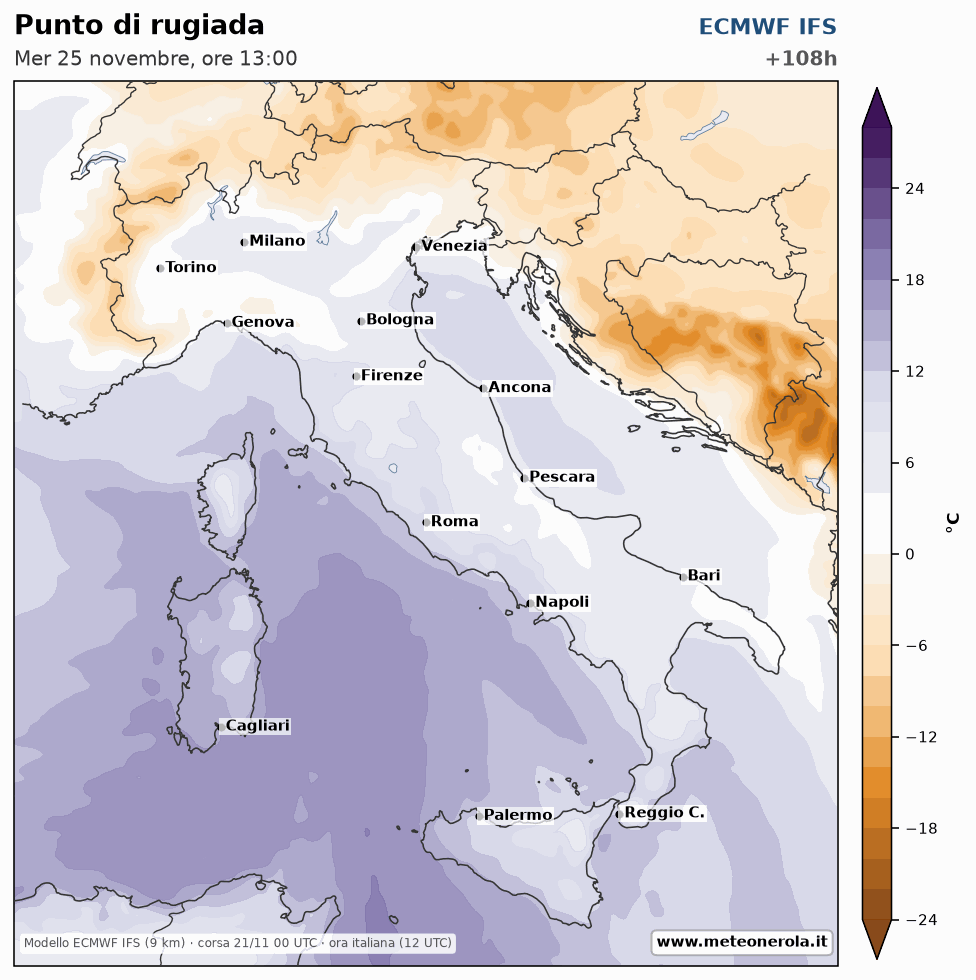 Punto di rugiada
ECMWF IFS
Mer 25 novembre, ore 13:00
+108h
Milano
Venezia
Torino
Genova
Bologna
Firenze
Ancona
Pescara
Roma
Bari
Napoli
Cagliari
Palermo
Reggio C.
24
18
12
6
0
−6
−12
−18
−24
°C
Modello ECMWF IFS (9 km) · corsa 21/11 00 UTC · ora italiana (12 UTC)
www.meteonerola.it